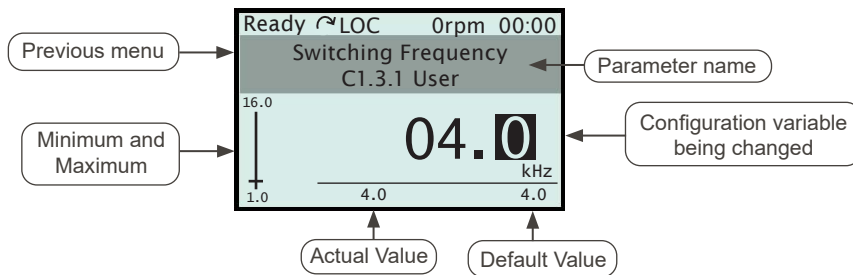 Ready LOC 0rpm 00:00
Previous menu
Switching Frequency
C1.3.1 User
Parameter name
16.0
Minimum and
Maximum
04.0
kHz
Configuration variable
being changed
1.0
4.0
4.0
Actual Value
Default Value